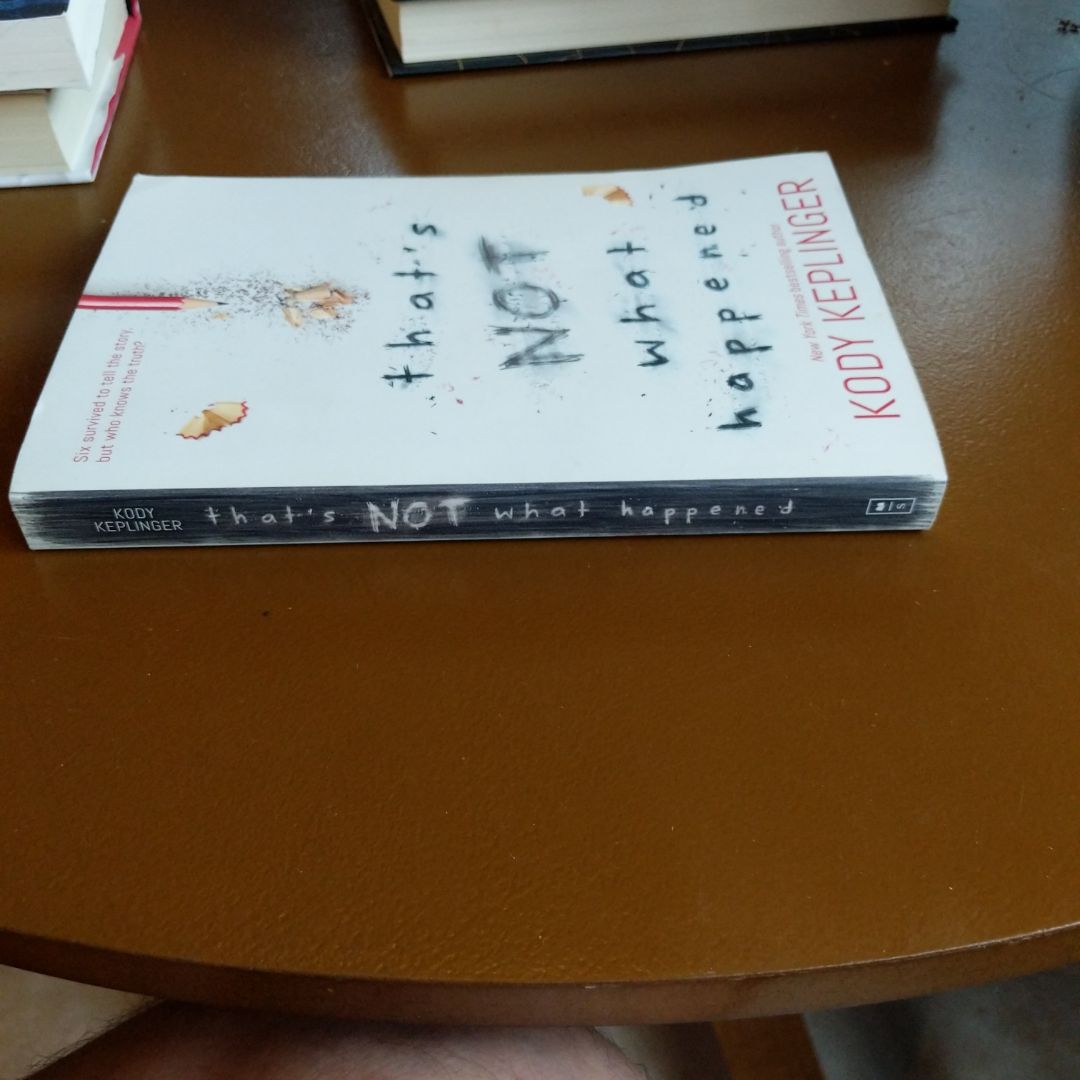 Six survived to tell the story,
but who knows the truth?
that's
NOT
what
happened
New York Times bestselling author
KODY KEPLINGER
KODY
KEPLINGER
that's NOT what happened